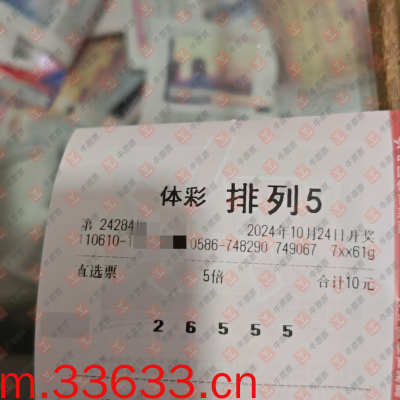 体彩 排列5
第 24284 2024年10月24日开奖
110610-1 0586-748290 749067 7xx61g
直选票 5倍 合计10元
2 6 5 5 5
m.33633.cn